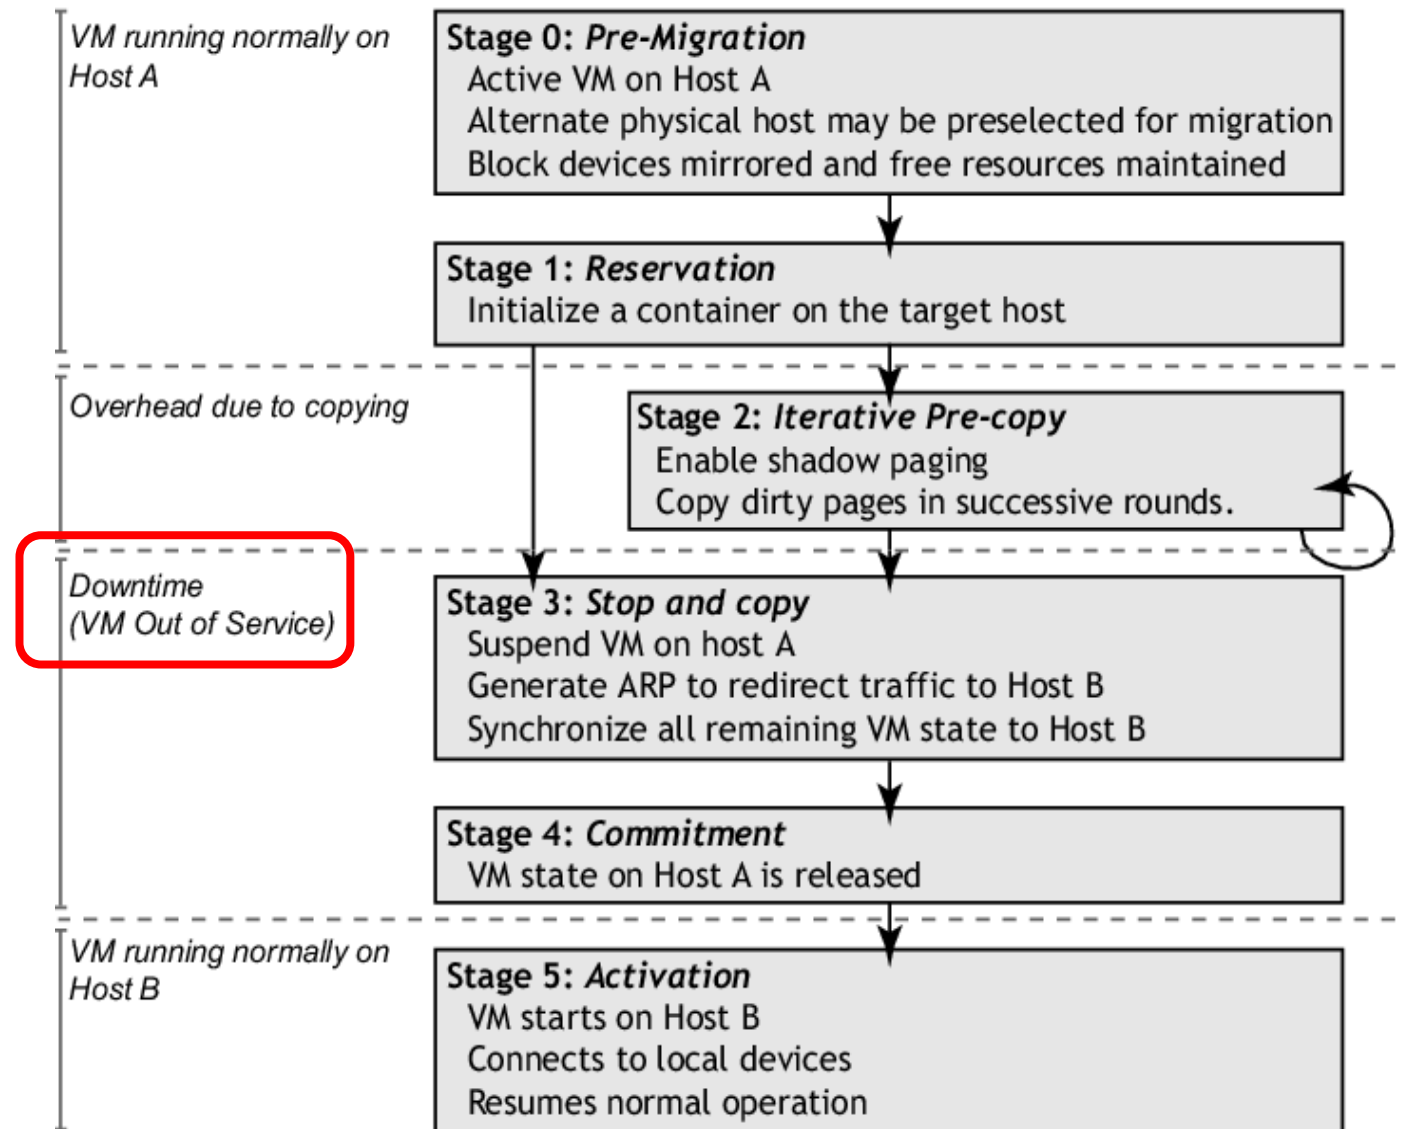 VM running normally on
Host A
Stage 0: Pre-Migration
Active VM on Host A
Alternate physical host may be preselected for migration
Block devices mirrored and free resources maintained
Stage 1: Reservation
Initialize a container on the target host
Overhead due to copying
Stage 2: Iterative Pre-copy
Enable shadow paging
Copy dirty pages in successive rounds.
Downtime
(VM Out of Service)
Stage 3: Stop and copy
Suspend VM on host A
Generate ARP to redirect traffic to Host B
Synchronize all remaining VM state to Host B
Stage 4: Commitment
VM state on Host A is released
VM running normally on
Host B
Stage 5: Activation
VM starts on Host B
Connects to local devices
Resumes normal operation